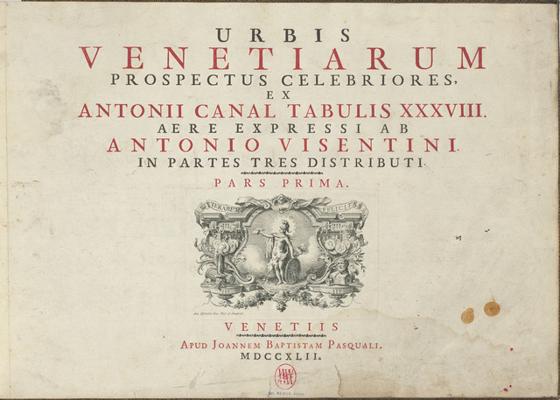 URBIS
VENETIARUM
PROSPECTUS CELEBRIORES,
EX
ANTONII CANAL TABULIS XXXVIII.
AERE EXPRESSI AB
ANTONIO VISENTINI.
IN PARTES TRES DISTRIBUTI.
PARS PRIMA.
VENETIIS
APUD JOANNEM BAPTISTAM PASQUALI.
MDCCXLII.